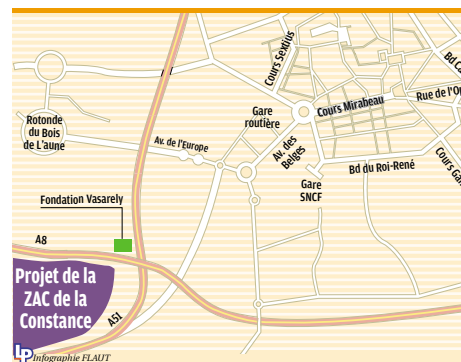 Cours Sextius
Bd Ca
Cours Mirabeau
Rue de l'O
Gare
routière
Rotonde
du Bois
de L'aune
Av. de l'Europe
Av. des
Belges
Bd du Roi-René
Cours Ga
Gare
SNCF
Fondation Vasarely
A8
Projet de la
ZAC de la
Constance
A51
LP Infographie FLAUT